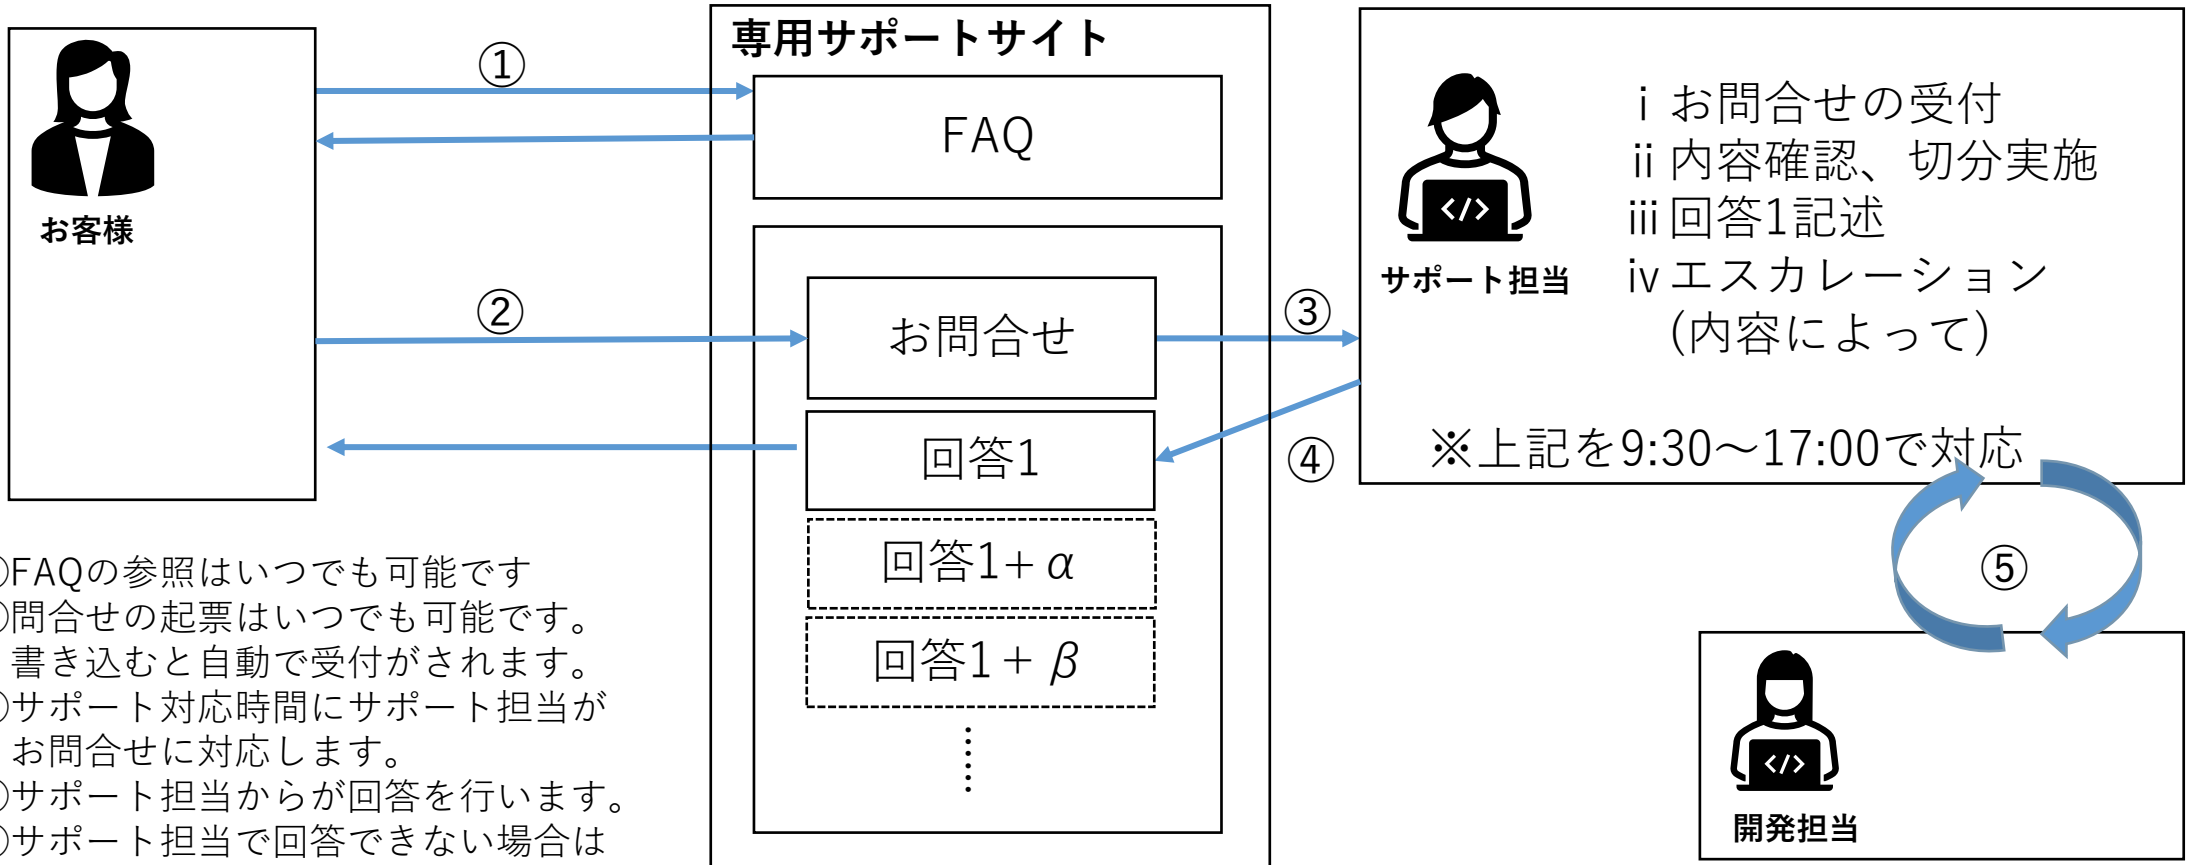 お客様
①
②
専用サポートサイト
FAQ
お問合せ
回答1
回答1+α
回答1+β
……
③
④
サポート担当
ⅰお問合せの受付
ⅱ内容確認、切分実施
ⅲ回答1記述
ⅳエスカレーション
(内容によって)
※上記を9:30～17:00で対応
⑤
開発担当
FAQの参照はいつでも可能です
問合せの起票はいつでも可能です。
書き込むと自動で受付がされます。
サポート対応時間にサポート担当が
お問合せに対応します。
サポート担当からが回答を行います。
サポート担当で回答できない場合は